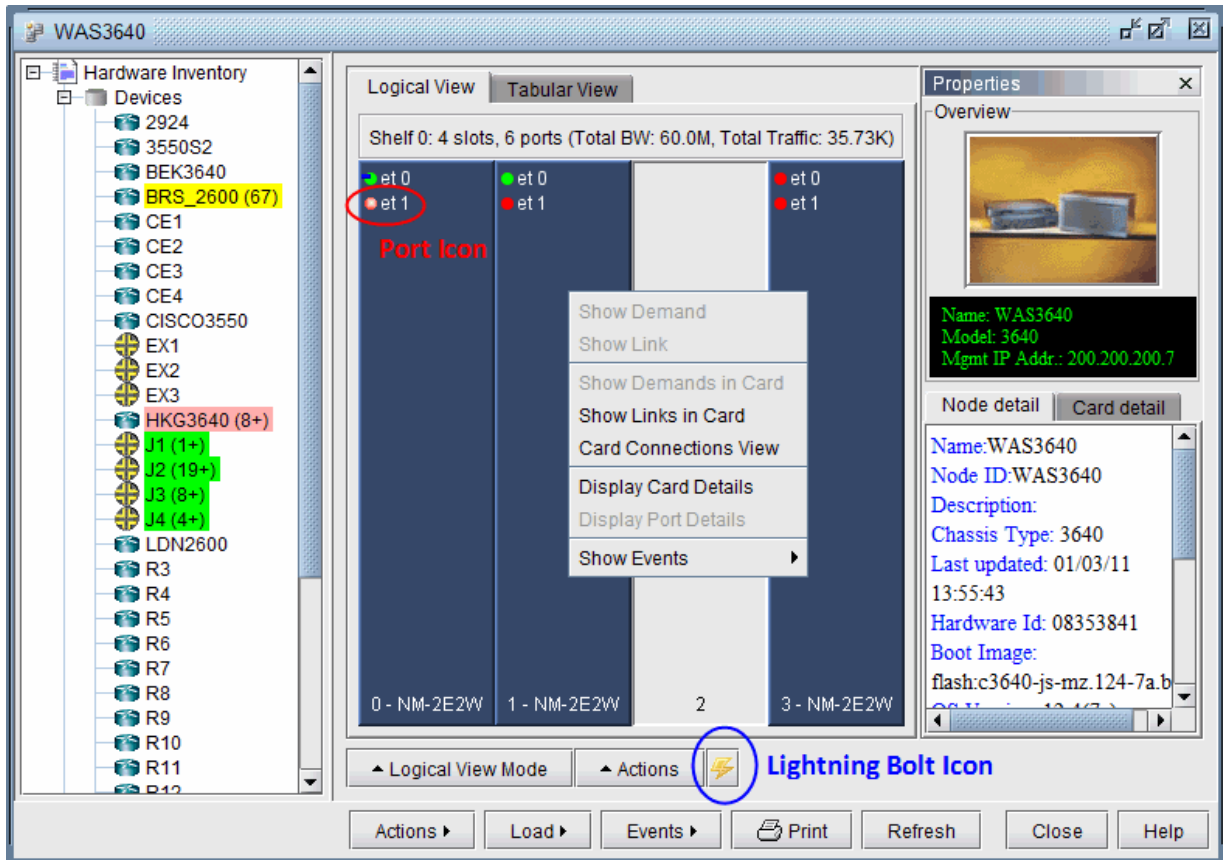 WAS3640
Hardware Inventory
Devices
2924
3550S2
BEK3640
BRS_2600 (67)
CE1
CE2
CE3
CE4
CISCO3550
EX1
EX2
EX3
HKG3640 (8+)
J1 (1+)
J2 (19+)
J3 (8+)
J4 (4+)
LDN2600
R3
R4
R5
R6
R7
R8
R9
R10
R11
R12
Logical View
Tabular View
Shelf 0: 4 slots, 6 ports (Total BW: 60.0M, Total Traffic: 35.73K)
et 0
et 1
Port Icon
0 - NM-2E2W
et 0
et 1
1 - NM-2E2W
2
et 0
et 1
3 - NM-2E2W
Show Demand
Show Link
Show Demands in Card
Show Links in Card
Card Connections View
Display Card Details
Display Port Details
Show Events
Logical View Mode
Actions
Lightning Bolt Icon
Properties
Overview
Name: WAS3640
Model: 3640
Mgmt IP Addr.: 200.200.200.7
Node detail
Card detail
Name:WAS3640
Node ID:WAS3640
Description:
Chassis Type: 3640
Last updated: 01/03/11
13:55:43
Hardware Id: 08353841
Boot Image:
flash:c3640-js-mz.124-7a.b
Actions
Load
Events
Print
Refresh
Close
Help